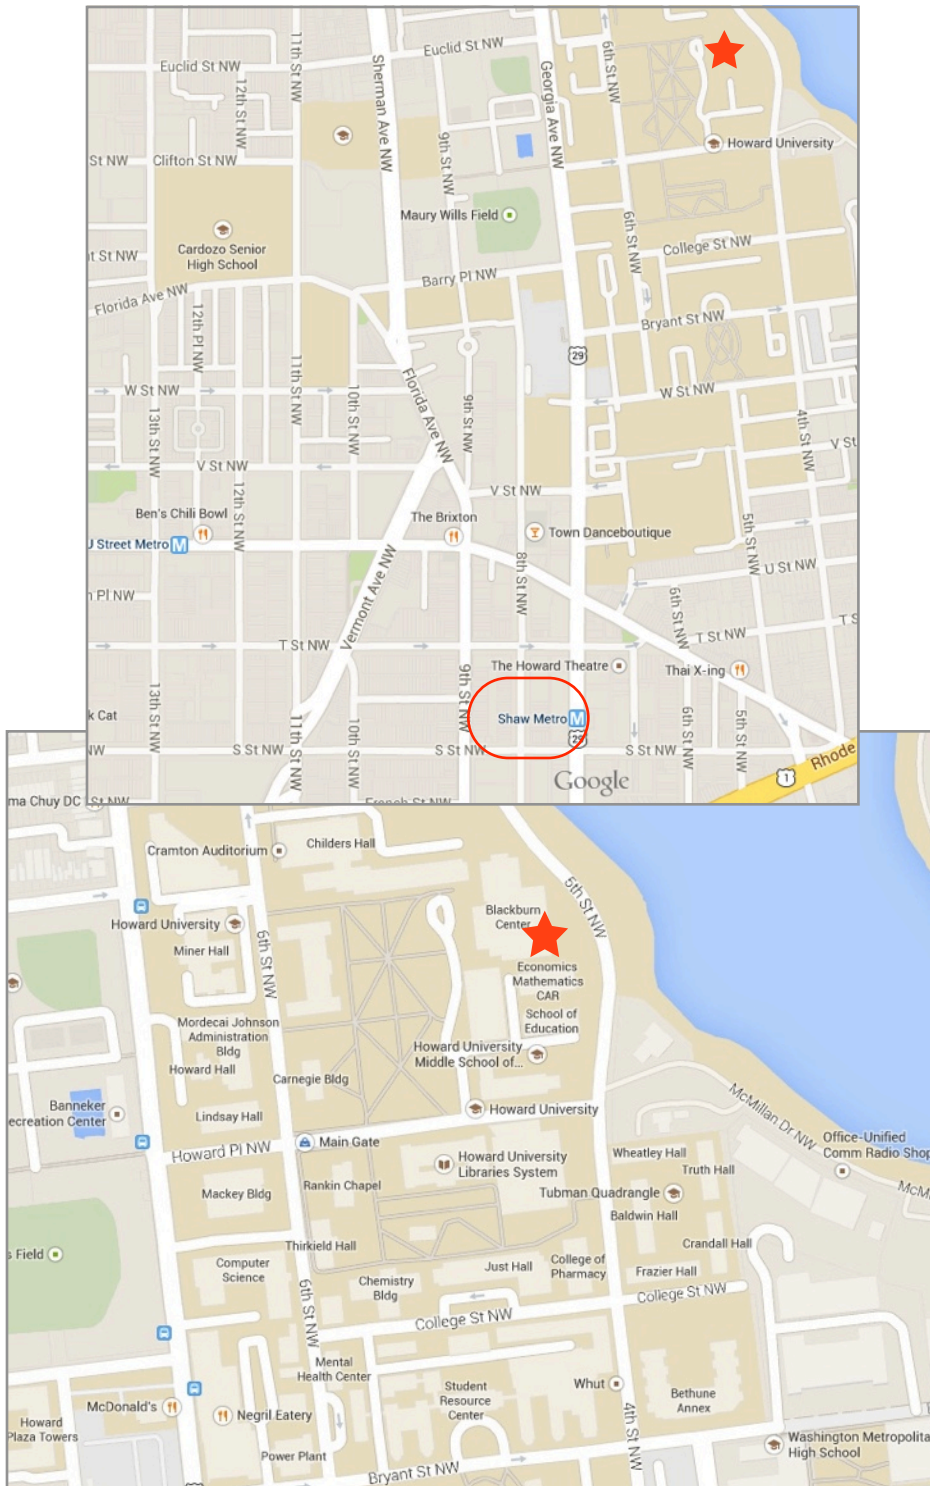 Euclid St NW
Euclid St NW
11th St NW
12th St NW
Sherman Ave NW
Georgia Ave NW
6th St NW
9th St NW
Howard University
St NW
Clifton St NW
Maury Wills Field
6th St NW
College St NW
Cardozo Senior
High School
t St NW
Barry Pl NW
Florida Ave NW
12th Pl NW
Bryant St NW
29
11th St NW
Florida Ave NW
W St NW
W St NW
10th St NW
9th St NW
13th St NW
4th St NW
V St
V St NW
12th St NW
V St NW
Ben's Chili Bowl
The Brixton
Town Danceboutique
5th St NW
U Street Metro
M
8th St NW
U St NW
Vermont Ave NW
Pl NW
6th St NW
T St NW
T St NW
T S
The Howard Theatre
Thai X-ing
9th St NW
13th St NW
k Cat
Shaw Metro
M
29
11th St NW
10th St NW
6th St NW
5th St NW
NW
S St NW
S St NW
S St NW
Rhode
1
Google
French St NW
ma Chuy DC
St NW
Cramton Auditorium
Childers Hall
5th St NW
Blackburn
Center
Howard University
Miner Hall
6th St NW
Economics
Mathematics
CAR
School of
Education
Mordecai Johnson
Administration
Bldg
Howard University
Middle School of...
Howard Hall
Carnegie Bldg
Banneker
ecreation Center
Lindsay Hall
Howard University
McMillan Dr NW
Main Gate
Howard Pl NW
Office-Unified
Comm Radio Shop
Howard University
Libraries System
Wheatley Hall
Truth Hall
McM
Mackey Bldg
Rankin Chapel
Tubman Quadrangle
Baldwin Hall
s Field
Thirkield Hall
Crandall Hall
Computer
Science
Just Hall
College of
Pharmacy
Frazier Hall
Chemistry
Bldg
6th St NW
College St NW
College St NW
Mental
Health Center
Student
Resource
Center
Whut
Bethune
Annex
McDonald's
Negril Eatery
Howard
Plaza Towers
4th St NW
Washington Metropolita
High School
Power Plant
Bryant St NW